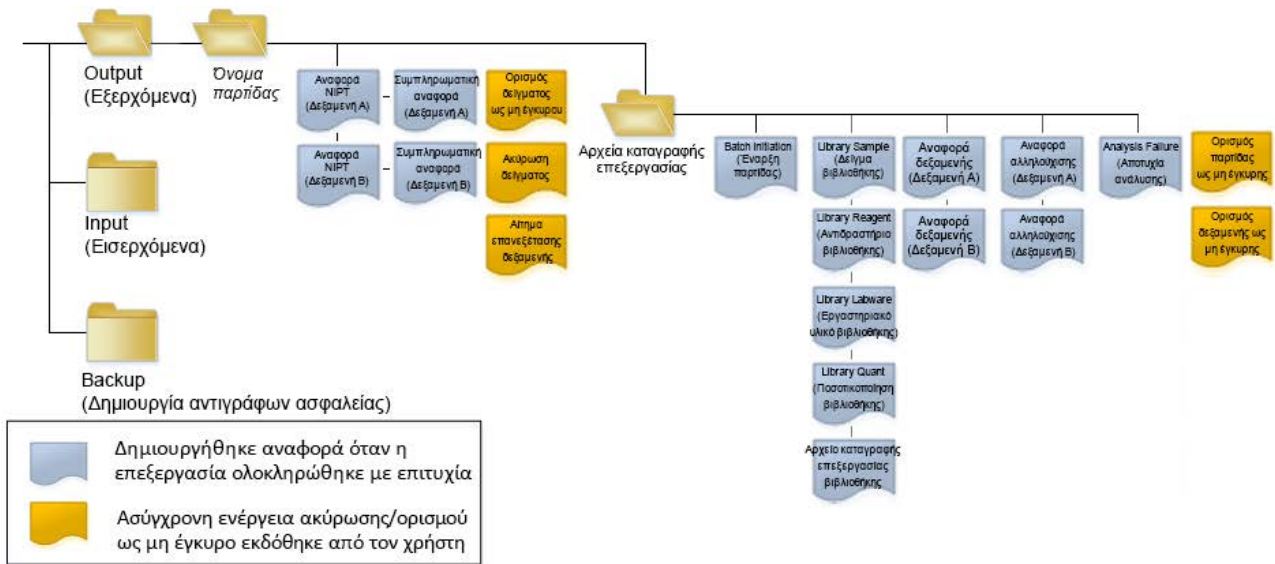 Output
(Εξερχόμενα)
Όνομα
παρτίδας
Αναφορά
NIPT
(Δεξαμενή A)
Συμπληρωματική
αναφορά
(Δεξαμενή A)
Ορισμός
δείγματος
ως μη έγκυρου
Αναφορά
NIPT
(Δεξαμενή B)
Συμπληρωματική
αναφορά
(Δεξαμενή B)
Ακύρωση
δείγματος
Αίτημα
επανεξέτασης
δεξαμενής
Αρχεία καταγραφής
επεξεργασίας
Batch Initiation
(Έναρξη
παρτίδας)
Library Sample
(Δείγμα
βιβλιοθήκης)
Αναφορά
δεξαμενής
(Δεξαμενή A)
Αναφορά
αλληλούχισης
(Δεξαμενή A)
Analysis Failure
(Αποτυχία
ανάλυσης)
Ορισμός
παρτίδας
ως μη έγκυρης
Library Reagent
(Αντιδραστήριο
βιβλιοθήκης)
Αναφορά
δεξαμενής
(Δεξαμενή B)
Αναφορά
αλληλούχισης
(Δεξαμενή B)
Ορισμός
δεξαμενής ως
μη έγκυρης
Library Labware
(Εργαστηριακό
υλικό βιβλιοθήκης)
Library Quant
(Ποσοτικοποίηση
βιβλιοθήκης)
Αρχείο καταγραφής
επεξεργασίας
βιβλιοθήκης
Input
(Εισερχόμενα)
Backup
(Δημιουργία αντιγράφων ασφαλείας)
Δημιουργήθηκε αναφορά όταν η
επεξεργασία ολοκληρώθηκε με επιτυχία
Ασύγχρονη ενέργεια ακύρωσης/ορισμού
ως μη έγκυρο εκδόθηκε από τον χρήστη